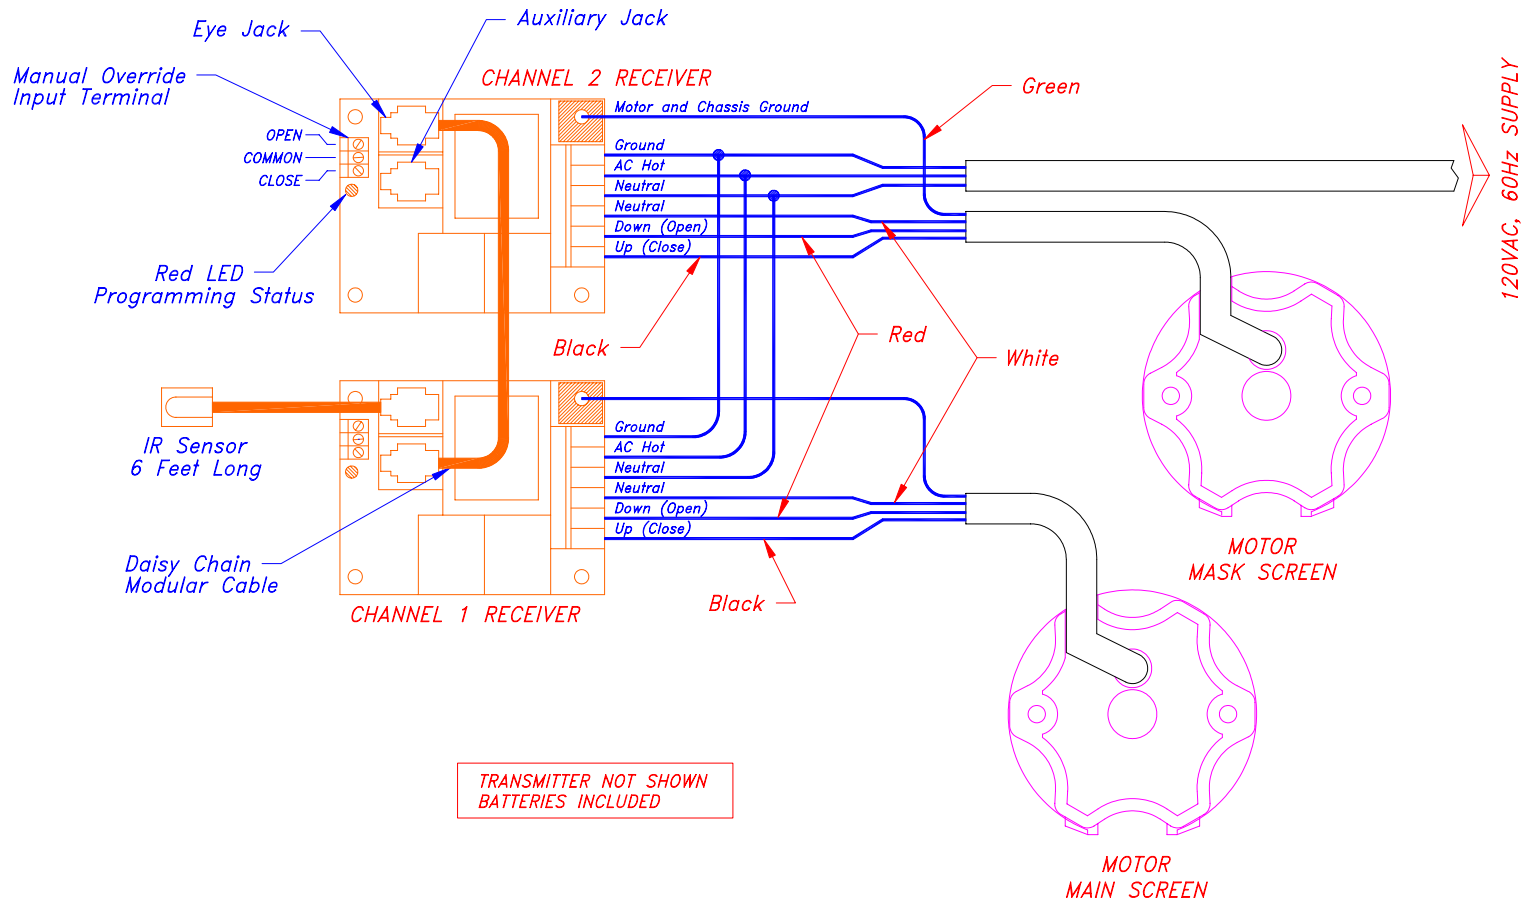 Auxiliary Jack
Eye Jack
Manual Override
Input Terminal
CHANNEL 2 RECEIVER
Green
Motor and Chassis Ground
OPEN
COMMON
CLOSE
Ground
AC Hot
Neutral
Neutral
Down (Open)
Up (Close)
120VAC, 60Hz SUPPLY
Red LED
Programming Status
Black
Red
White
IR Sensor
6 Feet Long
Ground
AC Hot
Neutral
Neutral
Down (Open)
Up (Close)
MOTOR
MASK SCREEN
Daisy Chain
Modular Cable
Black
CHANNEL 1 RECEIVER
TRANSMITTER NOT SHOWN
BATTERIES INCLUDED
MOTOR
MAIN SCREEN